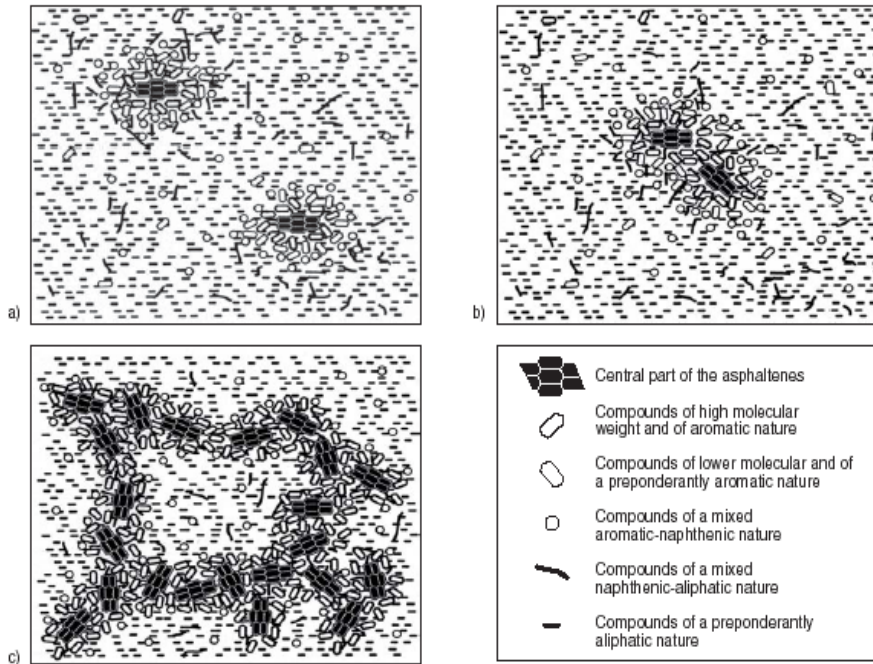 a)
b)
c)
Central part of the asphaltenes
Compounds of high molecular
weight and of aromatic nature
Compounds of lower molecular and of
a preponderantly aromatic nature
Compounds of a mixed
aromatic-naphthenic nature
Compounds of a mixed
naphthenic-aliphatic nature
Compounds of a preponderantly
aliphatic nature